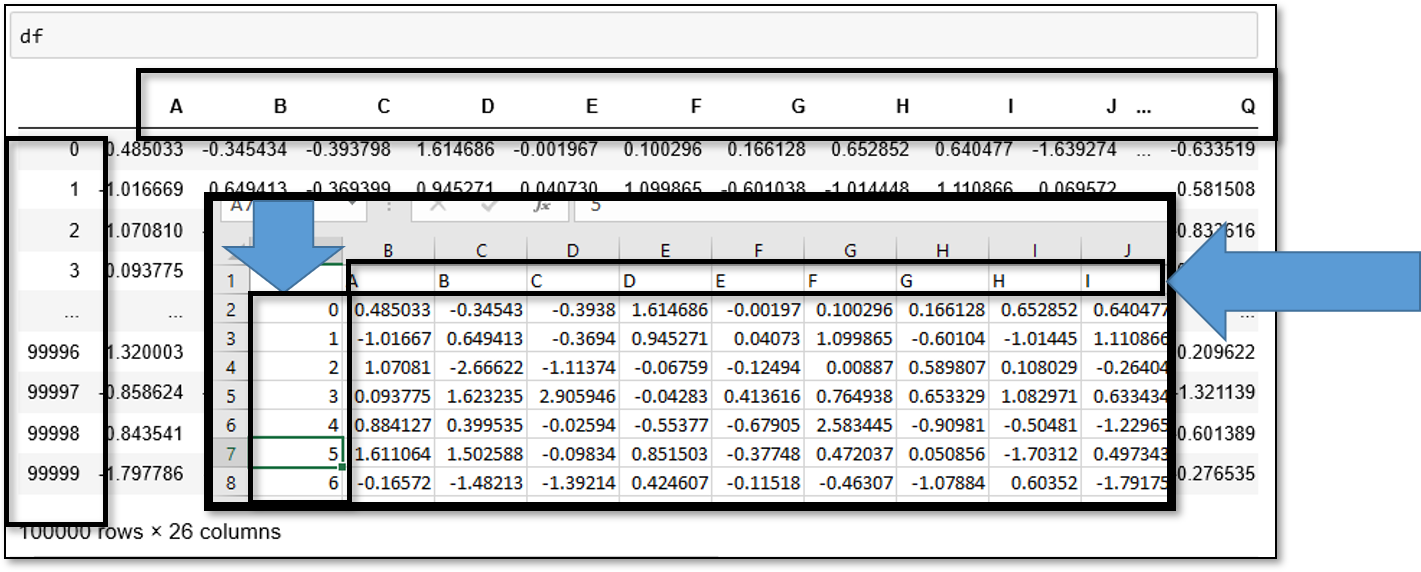 df
A B C D E F G H I J ... Q
0 0.485033 -0.345434 -0.393798 1.614686 -0.001967 0.100296 0.166128 0.652852 0.640477 -1.639274 ... -0.633519
1 -1.016669 0.649413 -0.369399 0.945271 0.040730 1.099865 -0.601038 -1.014448 1.110866 0.069572 0.581508
2 1.070810
3 0.093775
... ... ...
99996 1.320003 0.209622
99997 -0.858624 -1.321139
99998 0.843541 0.601389
99999 -1.797786 0.276535
100000 rows × 26 columns
A7 fx 5
B C D E F G H I J
1 A B C D E F G H I
2 0 0.485033 -0.34543 -0.3938 1.614686 -0.00197 0.100296 0.166128 0.652852 0.640477
3 1 -1.01667 0.649413 -0.3694 0.945271 0.04073 1.099865 -0.60104 -1.01445 1.110866
4 2 1.07081 -2.66622 -1.11374 -0.06759 -0.12494 0.00887 0.589807 0.108029 -0.26404
5 3 0.093775 1.623235 2.905946 -0.04283 0.413616 0.764938 0.653329 1.082971 0.633434
6 4 0.884127 0.399535 -0.02594 -0.55377 -0.67905 2.583445 -0.90981 -0.50481 -1.22965
7 5 1.611064 1.502588 -0.09834 0.851503 -0.37748 0.472037 0.050856 -1.70312 0.497343
8 6 -0.16572 -1.48213 -1.39214 0.424607 -0.11518 -0.46307 -1.07884 0.60352 -1.79175